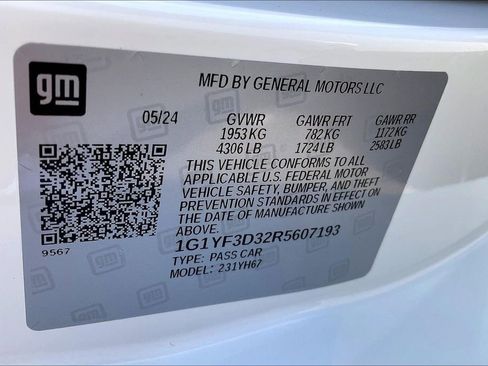 gm
MFD BY GENERAL MOTORS LLC
05/24 GVWR GAWR FRT GAWR RR
1953 KG 782 KG 1172 KG
4306 LB 1724 LB 2583 LB
THIS VEHICLE CONFORMS TO ALL
APPLICABLE U.S. FEDERAL MOTOR
VEHICLE SAFETY, BUMPER, AND THEFT
PREVENTION STANDARDS IN EFFECT ON
THE DATE OF MANUFACTURE SHOWN
ABOVE.
1G1YF3D32R5607193
9567
TYPE: PASS CAR
MODEL: 231YH67